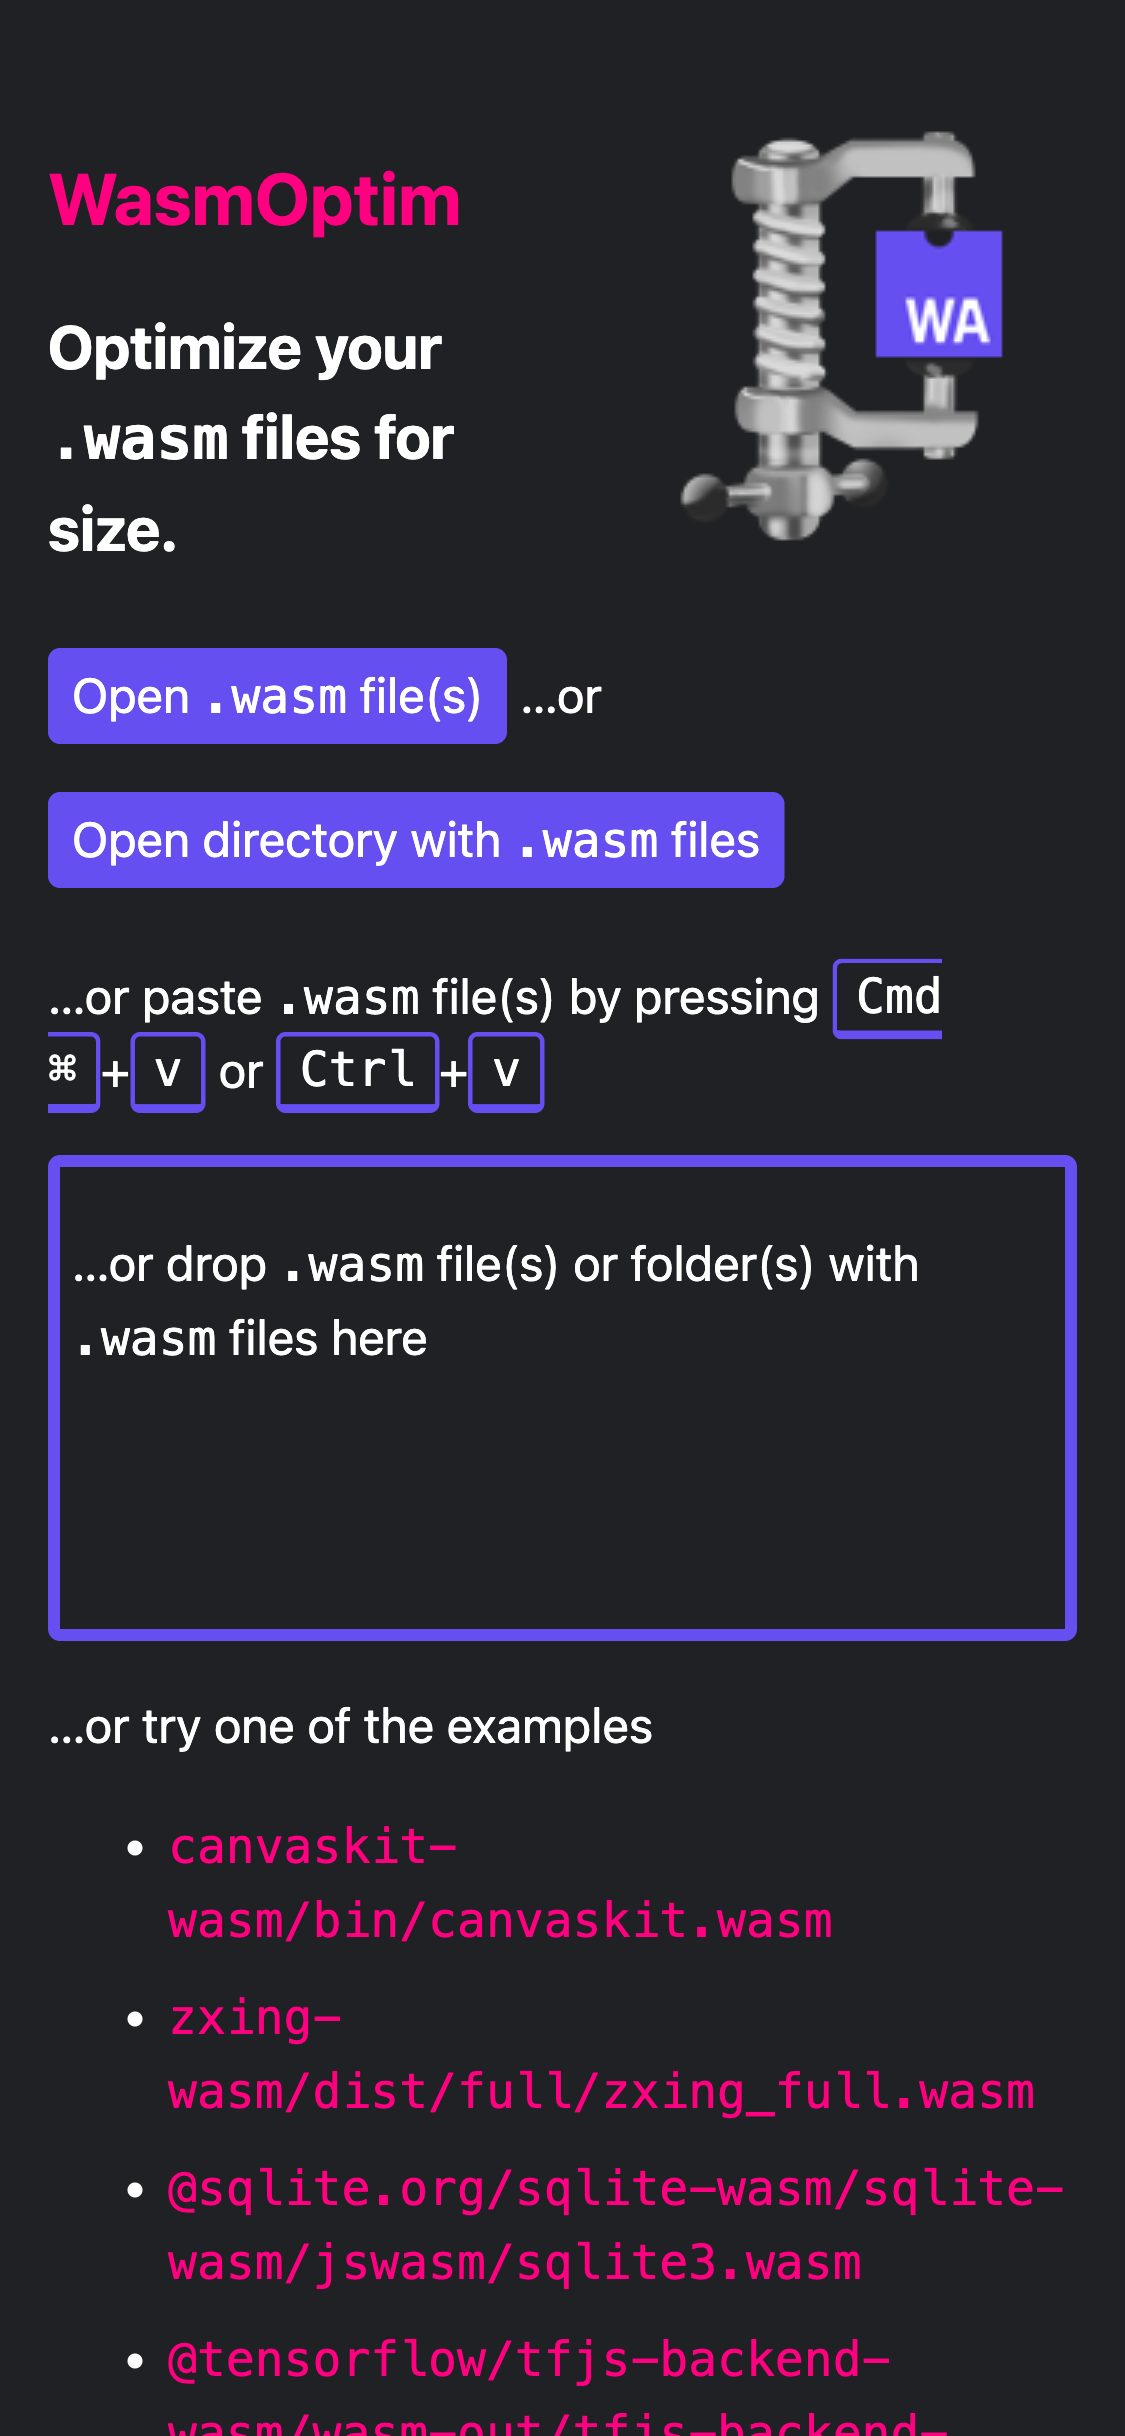 WasmOptim
WA
Optimize your
.wasm files for
size.
Open .wasm file(s) ...or
Open directory with .wasm files
...or paste .wasm file(s) by pressing Cmd
⌘+v or Ctrl+v
...or drop .wasm file(s) or folder(s) with
.wasm files here
...or try one of the examples
• canvaskit-
wasm/bin/canvaskit.wasm
• zxing-
wasm/dist/full/zxing_full.wasm
• @sqlite.org/sqlite-wasm/sqlite-
wasm/jswasm/sqlite3.wasm
• @tensorflow/tfjs-backend-
wasm/wasm-out/tfjs-backend-